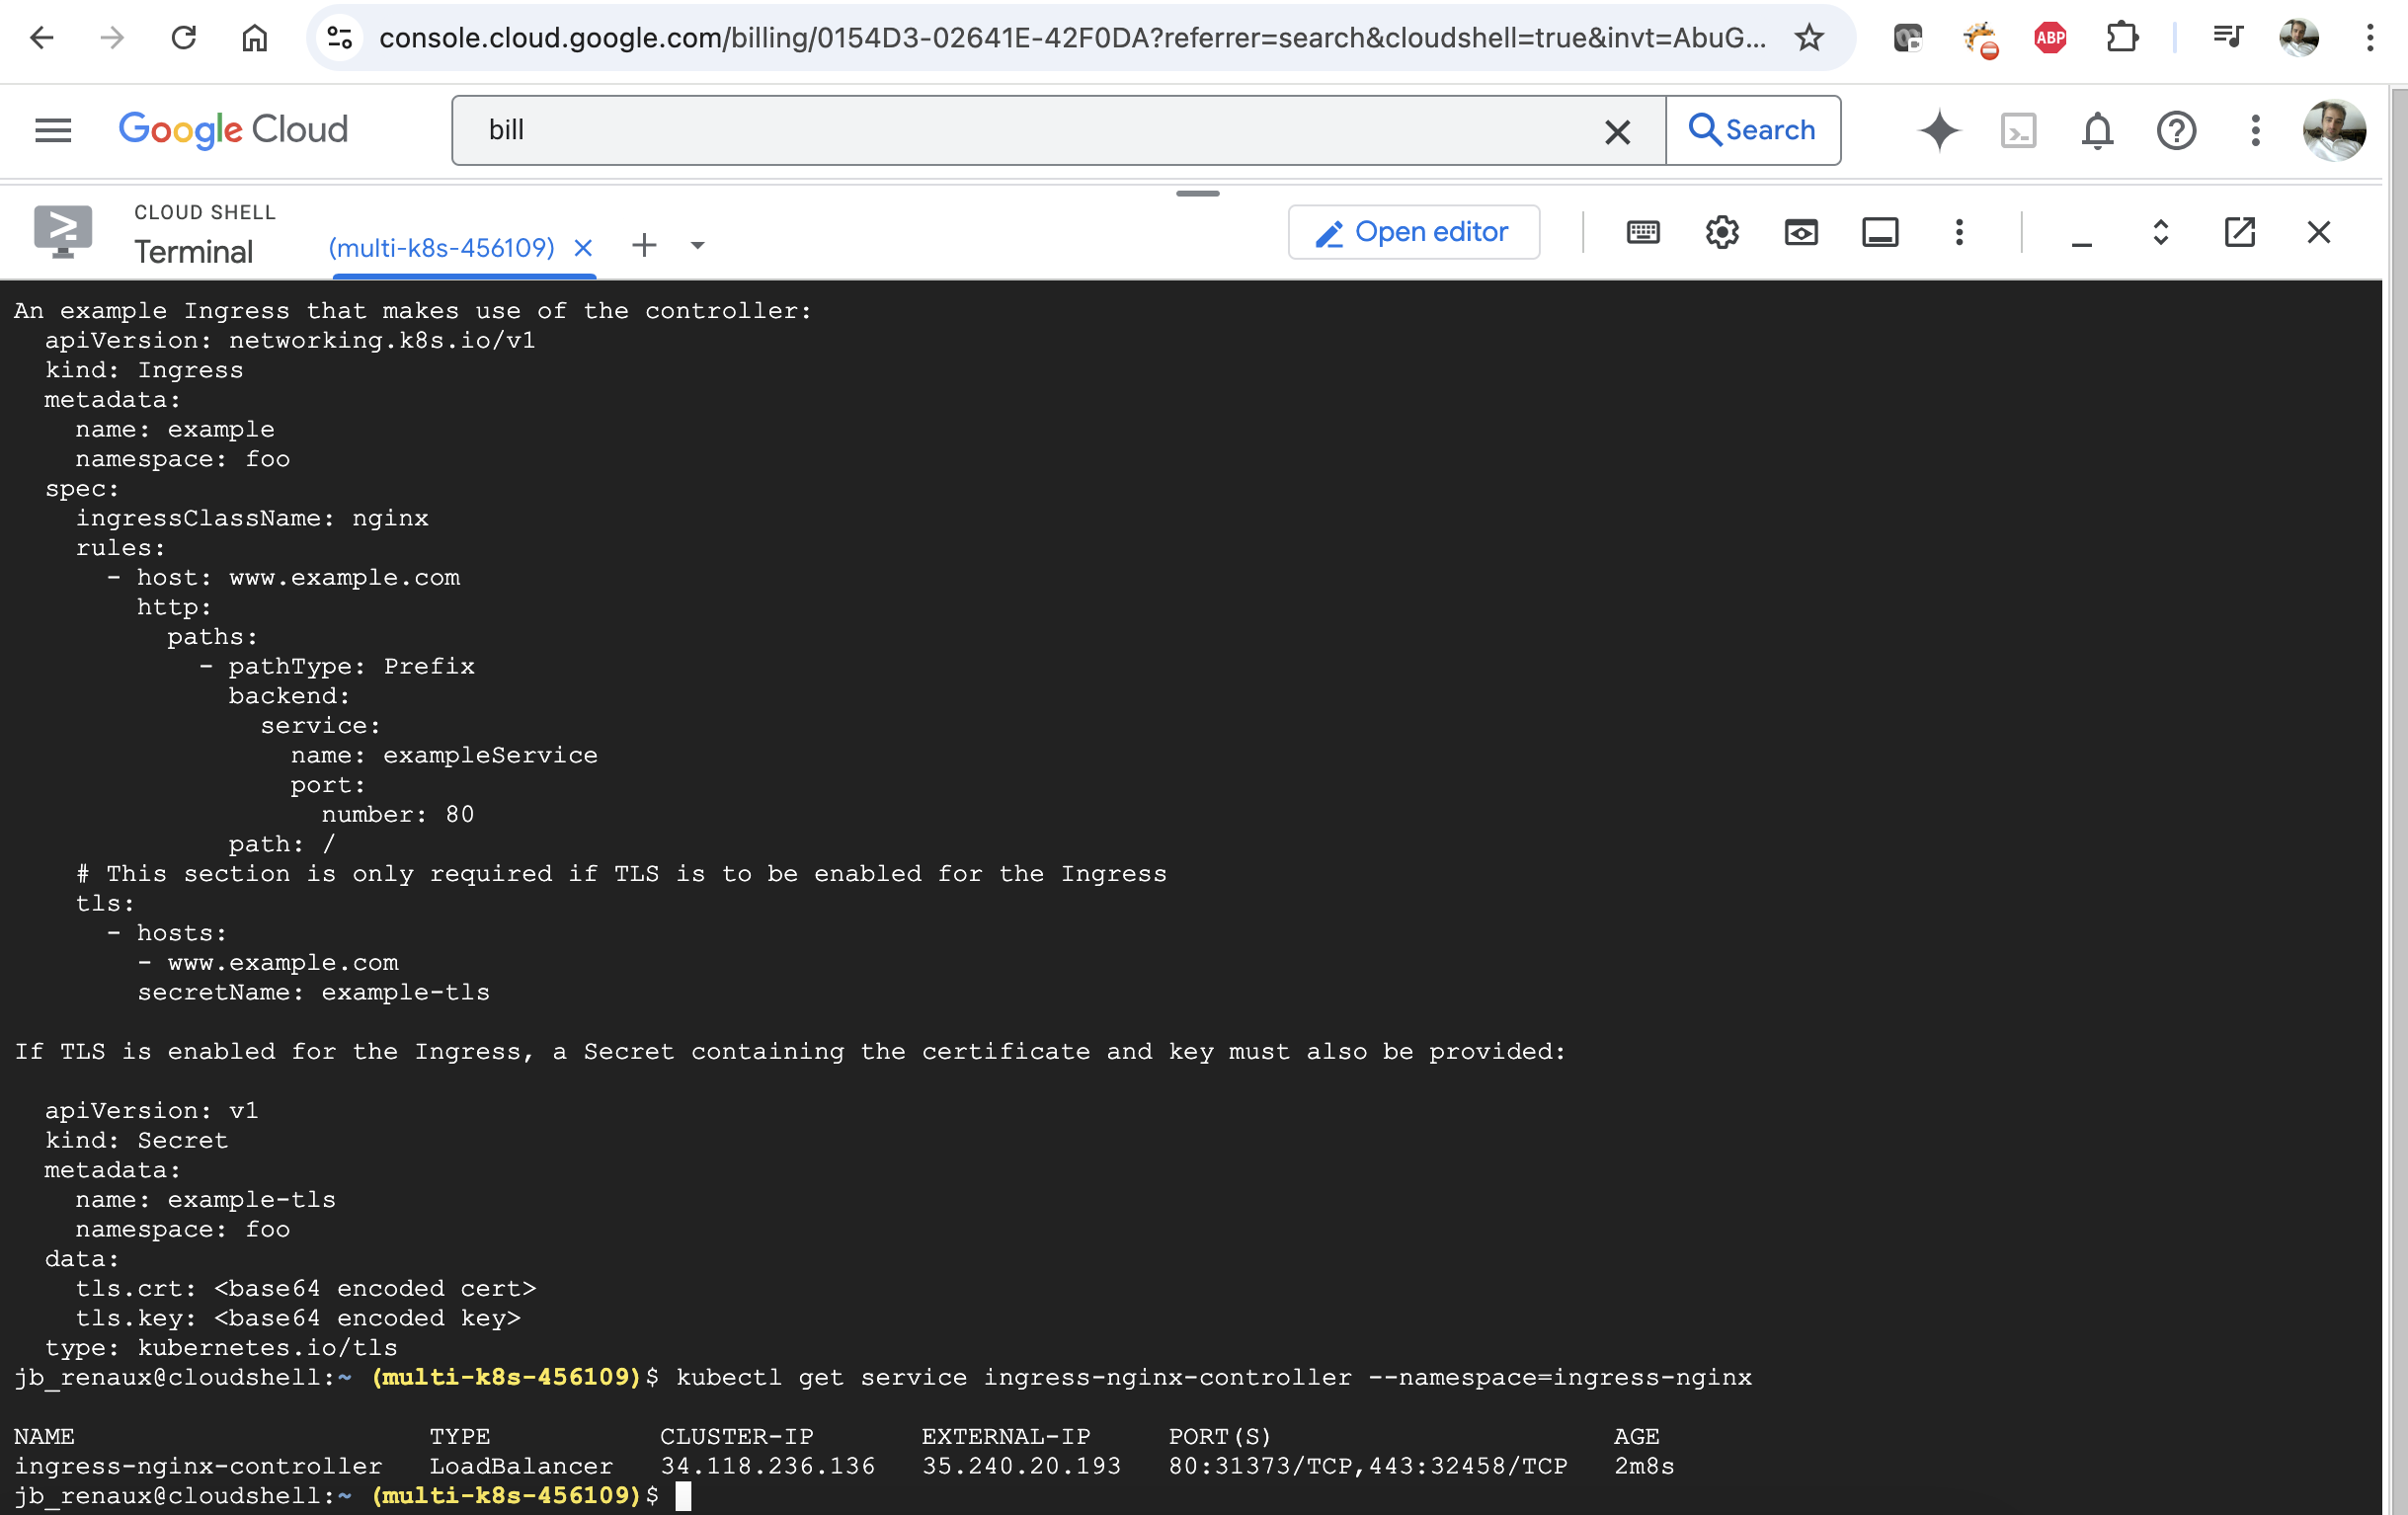 console.cloud.google.com/billing/0154D3-02641E-42F0DA?referrer=search&cloudshell=true&invt=AbuG...
ABP
Google Cloud
bill
Search
CLOUD SHELL
Terminal
(multi-k8s-456109)
Open editor
An example Ingress that makes use of the controller:
  apiVersion: networking.k8s.io/v1
  kind: Ingress
  metadata:
    name: example
    namespace: foo
  spec:
    ingressClassName: nginx
    rules:
      - host: www.example.com
        http:
          paths:
            - pathType: Prefix
              backend:
                service:
                  name: exampleService
                  port:
                    number: 80
              path: /
    # This section is only required if TLS is to be enabled for the Ingress
    tls:
      - hosts:
        - www.example.com
        secretName: example-tls
If TLS is enabled for the Ingress, a Secret containing the certificate and key must also be provided:
  apiVersion: v1
  kind: Secret
  metadata:
    name: example-tls
    namespace: foo
  data:
    tls.crt: <base64 encoded cert>
    tls.key: <base64 encoded key>
  type: kubernetes.io/tls
jb_renaux@cloudshell:~ (multi-k8s-456109)$ kubectl get service ingress-nginx-controller --namespace=ingress-nginx
NAME                       TYPE           CLUSTER-IP       EXTERNAL-IP     PORT(S)                      AGE
ingress-nginx-controller   LoadBalancer   34.118.236.136   35.240.20.193   80:31373/TCP,443:32458/TCP   2m8s
jb_renaux@cloudshell:~ (multi-k8s-456109)$